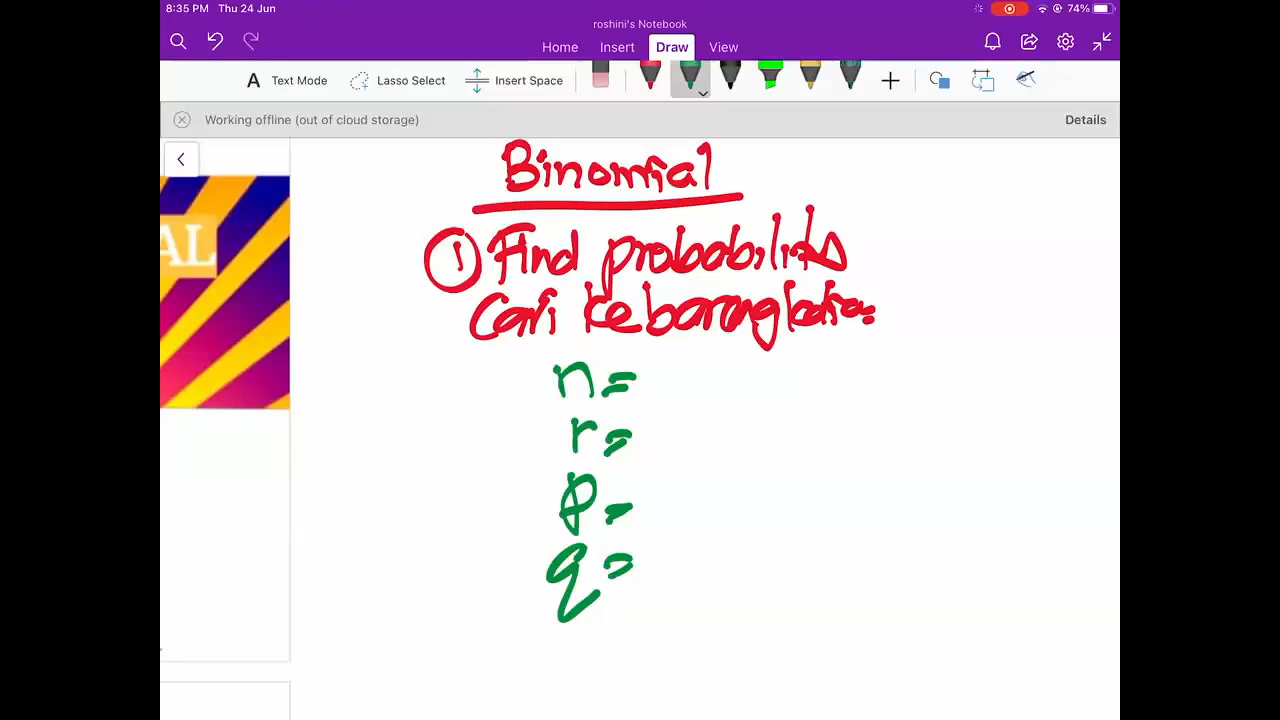 8:35 PM Thu 24 Jun
74%
roshini's Notebook
Home Insert Draw View
A Text Mode Lasso Select Insert Space
Working offline (out of cloud storage) Details
AL
Binomial
① Find probability
Cari kebarangkalian
n=
r=
p=
q=